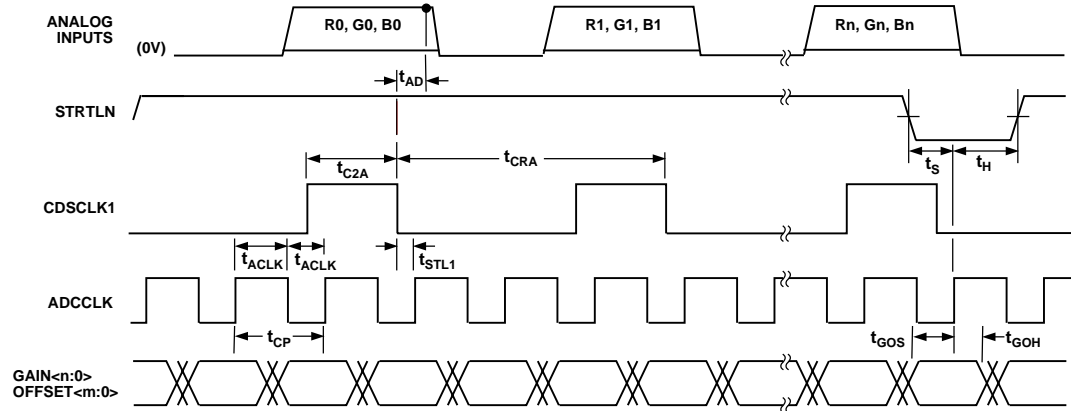 ANALOG
INPUTS
(0V)
R0, G0, B0
R1, G1, B1
Rn, Gn, Bn
tAD
STRTLN
tC2A
tCRA
tS
tH
CDSCLK1
tACLK
tACLK
tSTL1
ADCCLK
tCP
tGOS
tGOH
GAIN<n:0>
OFFSET<m:0>